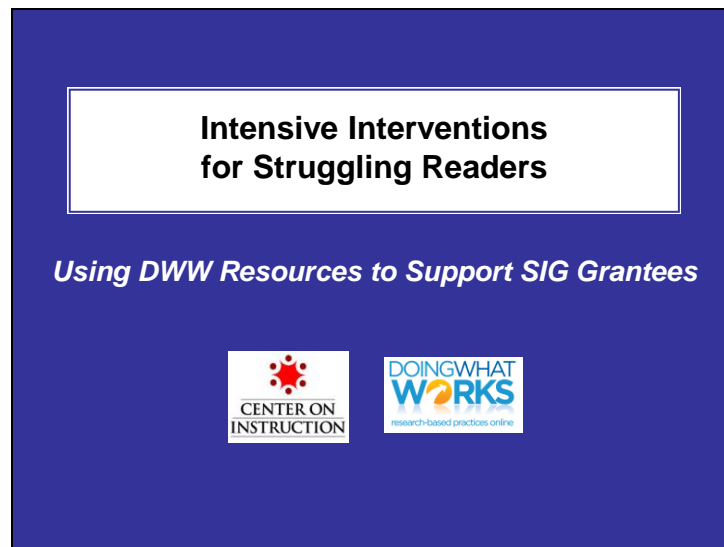 Intensive Interventions
for Struggling Readers
Using DWW Resources to Support SIG Grantees
CENTER ON
INSTRUCTION
DOINGWHAT
WORKS
research-based practices online